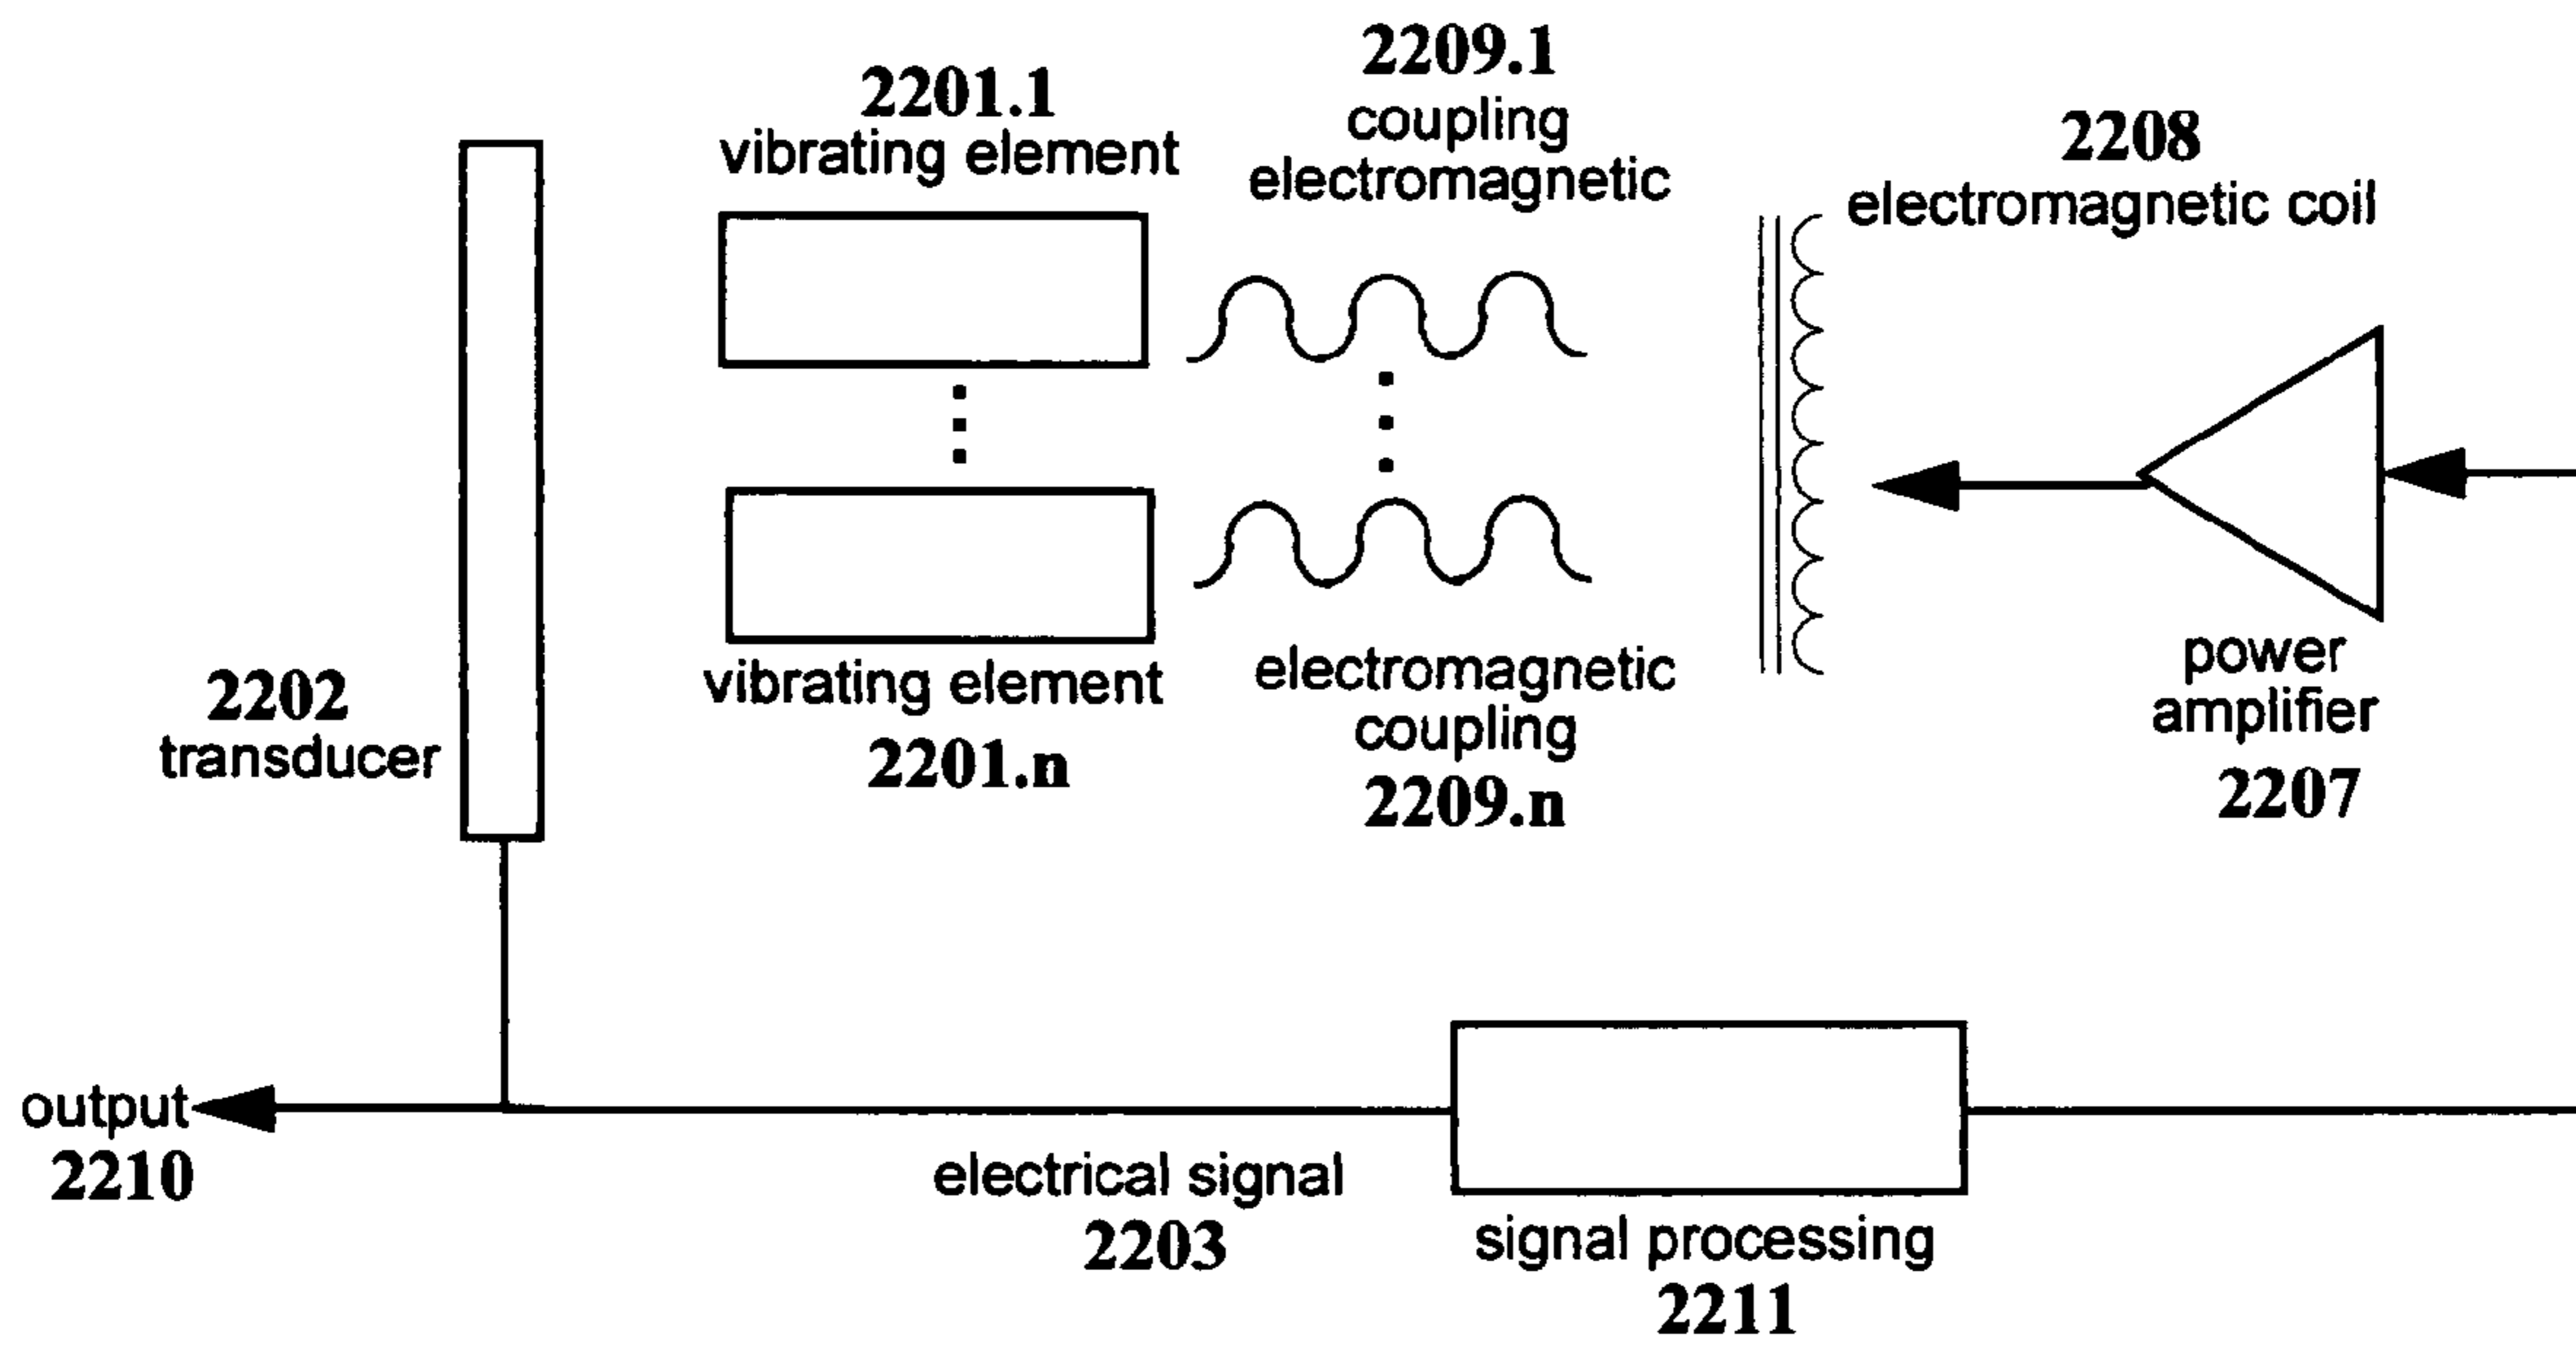 2209.1
coupling
electromagnetic
2201.1
vibrating element
2208
electromagnetic coil
2202
transducer
vibrating element
2201.n
electromagnetic
coupling
2209.n
power
amplifier
2207
output
2210
electrical signal
2203
signal processing
2211